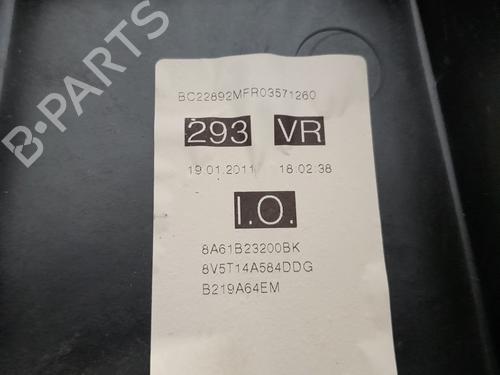 B-PARTS
BC22892MFR03571260
293 VR
19.01.2011 18:02:38
I.O.
8A61B23200BK
8V5T14A584DDG
B219A64EM